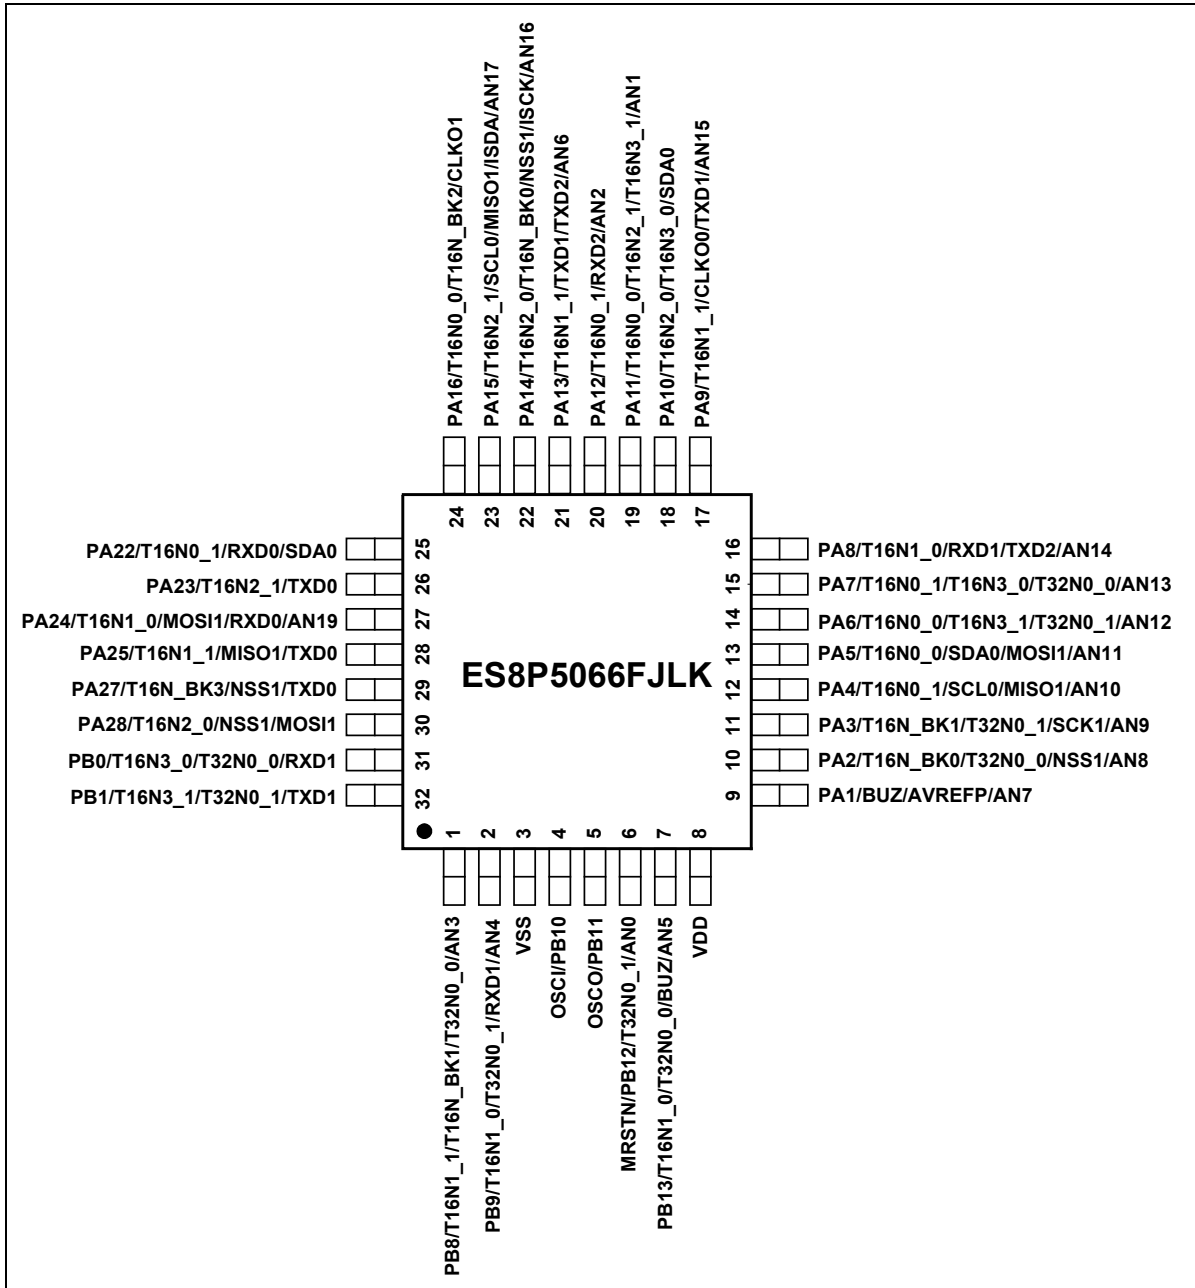 PA16/T16N0_0/T16N_BK2/CLKO1
PA15/T16N2_1/SCL0/MISO1/ISDA/AN17
PA14/T16N2_0/T16N_BK0/NSS1/ISCK/AN16
PA13/T16N1_1/TXD1/TXD2/AN6
PA12/T16N0_1/RXD2/AN2
PA11/T16N0_0/T16N2_1/T16N3_1/AN1
PA10/T16N2_0/T16N3_0/SDA0
PA9/T16N1_1/CLKO0/TXD1/AN15
24
23
22
21
20
19
18
17
PA22/T16N0_1/RXD0/SDA0
25
PA23/T16N2_1/TXD0
26
PA24/T16N1_0/MOSI1/RXD0/AN19
27
PA25/T16N1_1/MISO1/TXD0
28
PA27/T16N_BK3/NSS1/TXD0
29
PA28/T16N2_0/NSS1/MOSI1
30
PB0/T16N3_0/T32N0_0/RXD1
31
PB1/T16N3_1/T32N0_1/TXD1
32
ES8P5066FJLK
16
PA8/T16N1_0/RXD1/TXD2/AN14
15
PA7/T16N0_1/T16N3_0/T32N0_0/AN13
14
PA6/T16N0_0/T16N3_1/T32N0_1/AN12
13
PA5/T16N0_0/SDA0/MOSI1/AN11
12
PA4/T16N0_1/SCL0/MISO1/AN10
11
PA3/T16N_BK1/T32N0_1/SCK1/AN9
10
PA2/T16N_BK0/T32N0_0/NSS1/AN8
9
PA1/BUZ/AVREFP/AN7
1
2
3
4
5
6
7
8
PB8/T16N1_1/T16N_BK1/T32N0_0/AN3
PB9/T16N1_0/T32N0_1/RXD1/AN4
VSS
OSCI/PB10
OSCO/PB11
MRSTN/PB12/T32N0_1/AN0
PB13/T16N1_0/T32N0_0/BUZ/AN5
VDD